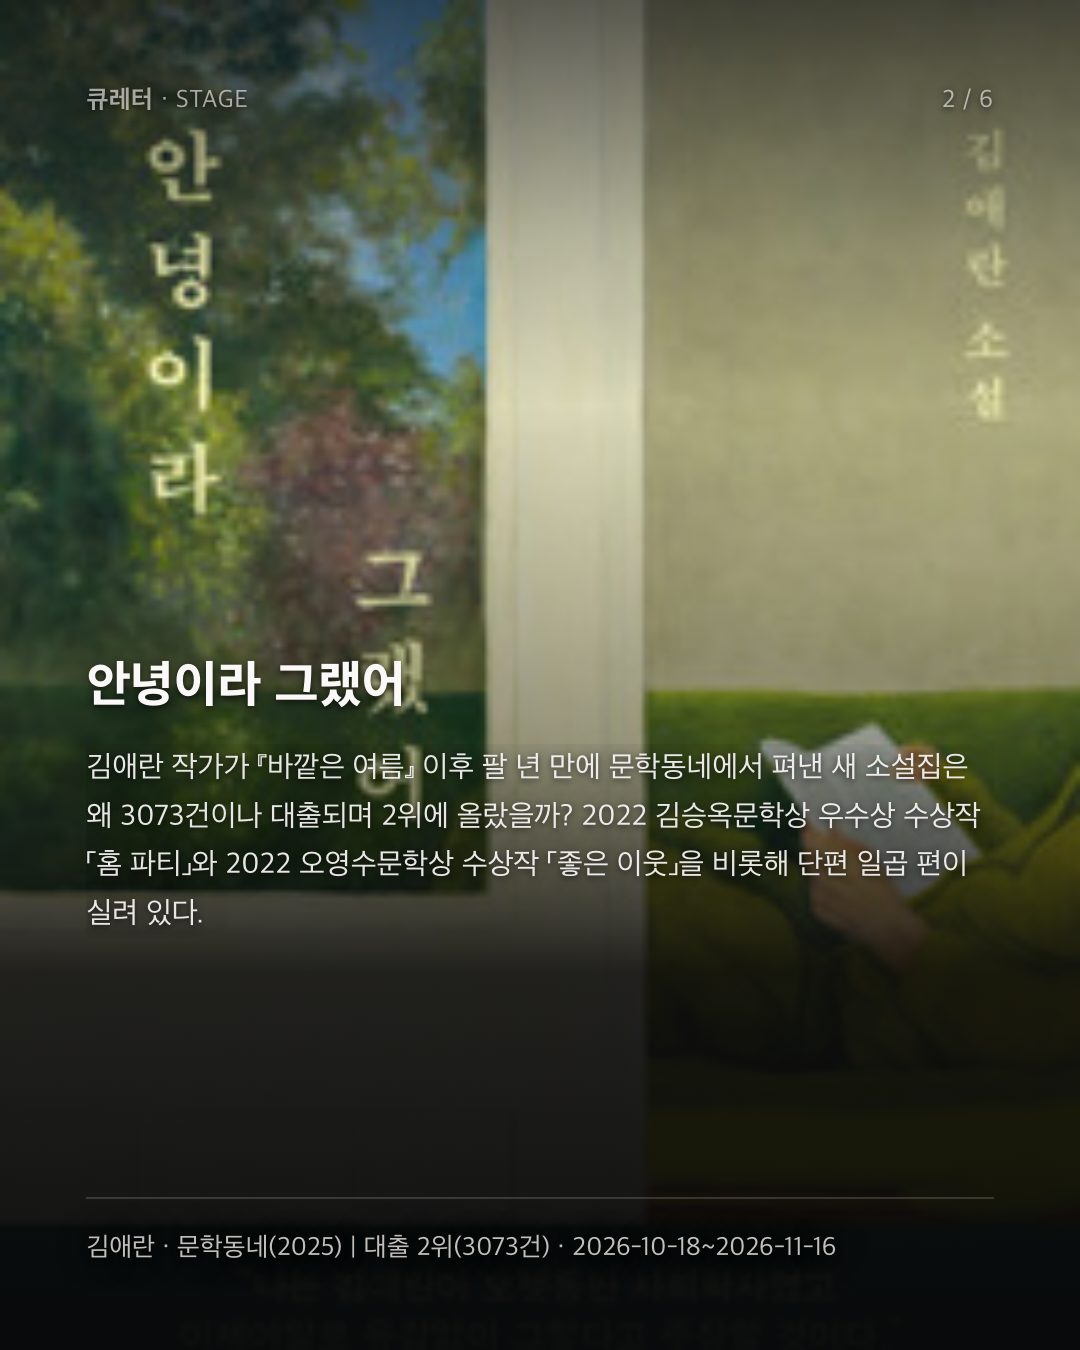 큐레터 · STAGE
2 / 6
안녕이라
그랬어
김애란 소설
안녕이라 그랬어
김애란 작가가 『바깥은 여름』 이후 팔 년 만에 문학동네에서 펴낸 새 소설집은
왜 3073건이나 대출되며 2위에 올랐을까? 2022 김승옥문학상 우수상 수상작
「홈 파티」와 2022 오영수문학상 수상작 「좋은 이웃」을 비롯해 단편 일곱 편이
실려 있다.
김애란 · 문학동네(2025) | 대출 2위(3073건) · 2026-10-18~2026-11-16